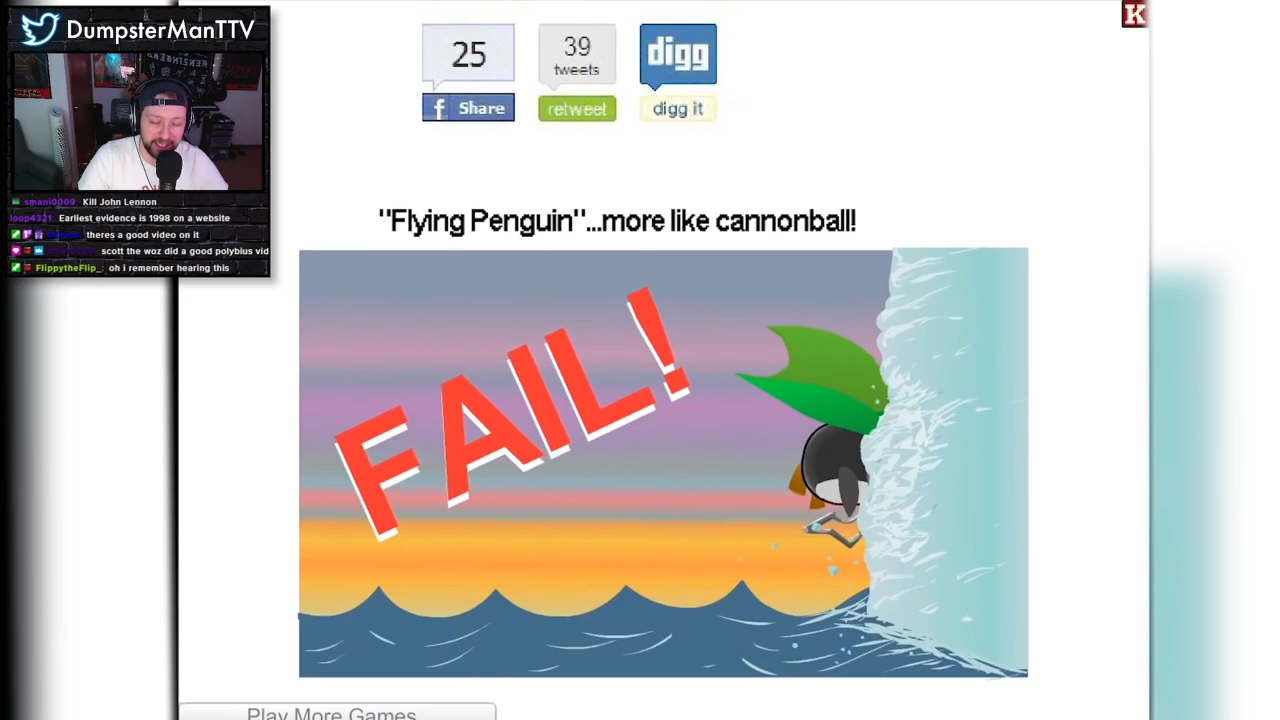 DumpsterManTTV
K
25
39
tweets
digg
f Share
retweet
digg it
smani0009 Kill John Lennon
loop4321 Earliest evidence is 1998 on a website
theres a good video on it
scott the woz did a good polybius vid
FlippytheFlip_: oh i remember hearing this
"Flying Penguin"...more like cannonball!
FAIL!
Play More Games